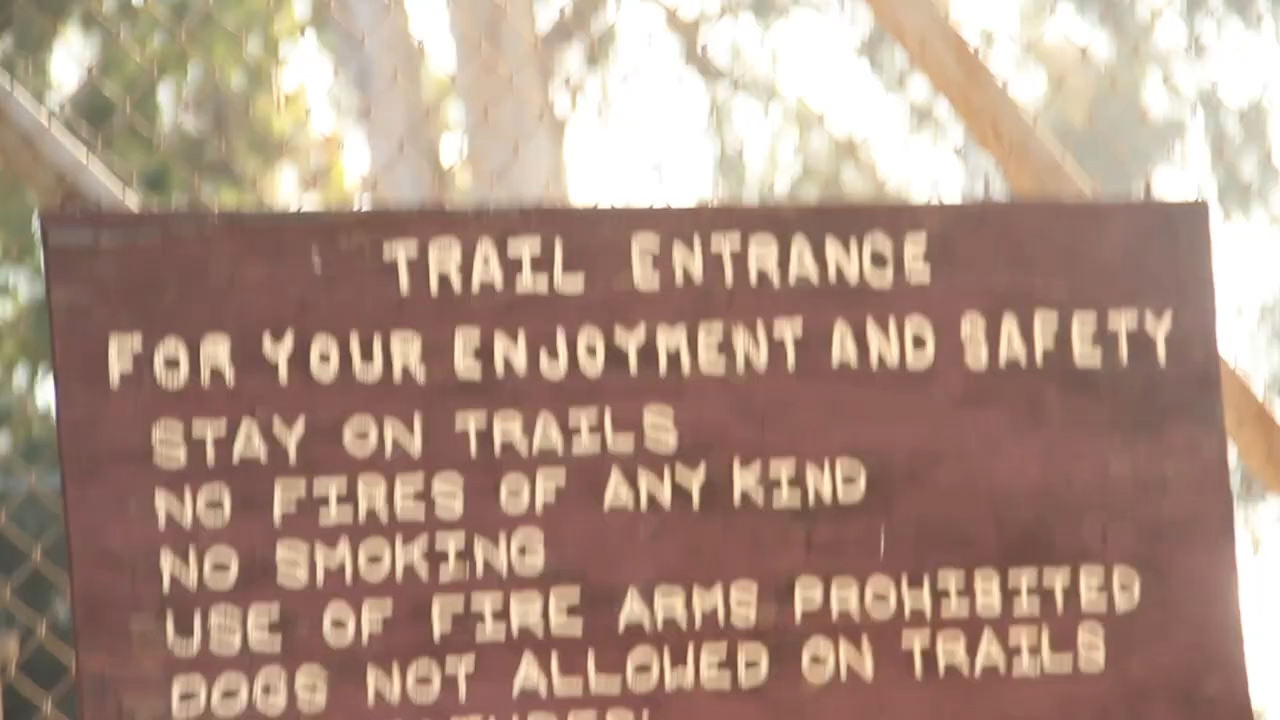 TRAIL ENTRANCE
FOR YOUR ENJOYMENT AND SAFETY
STAY ON TRAILS
NO FIRES OF ANY KIND
NO SMOKING
USE OF FIRE ARMS PROHIBITED
DOGS NOT ALLOWED ON TRAILS